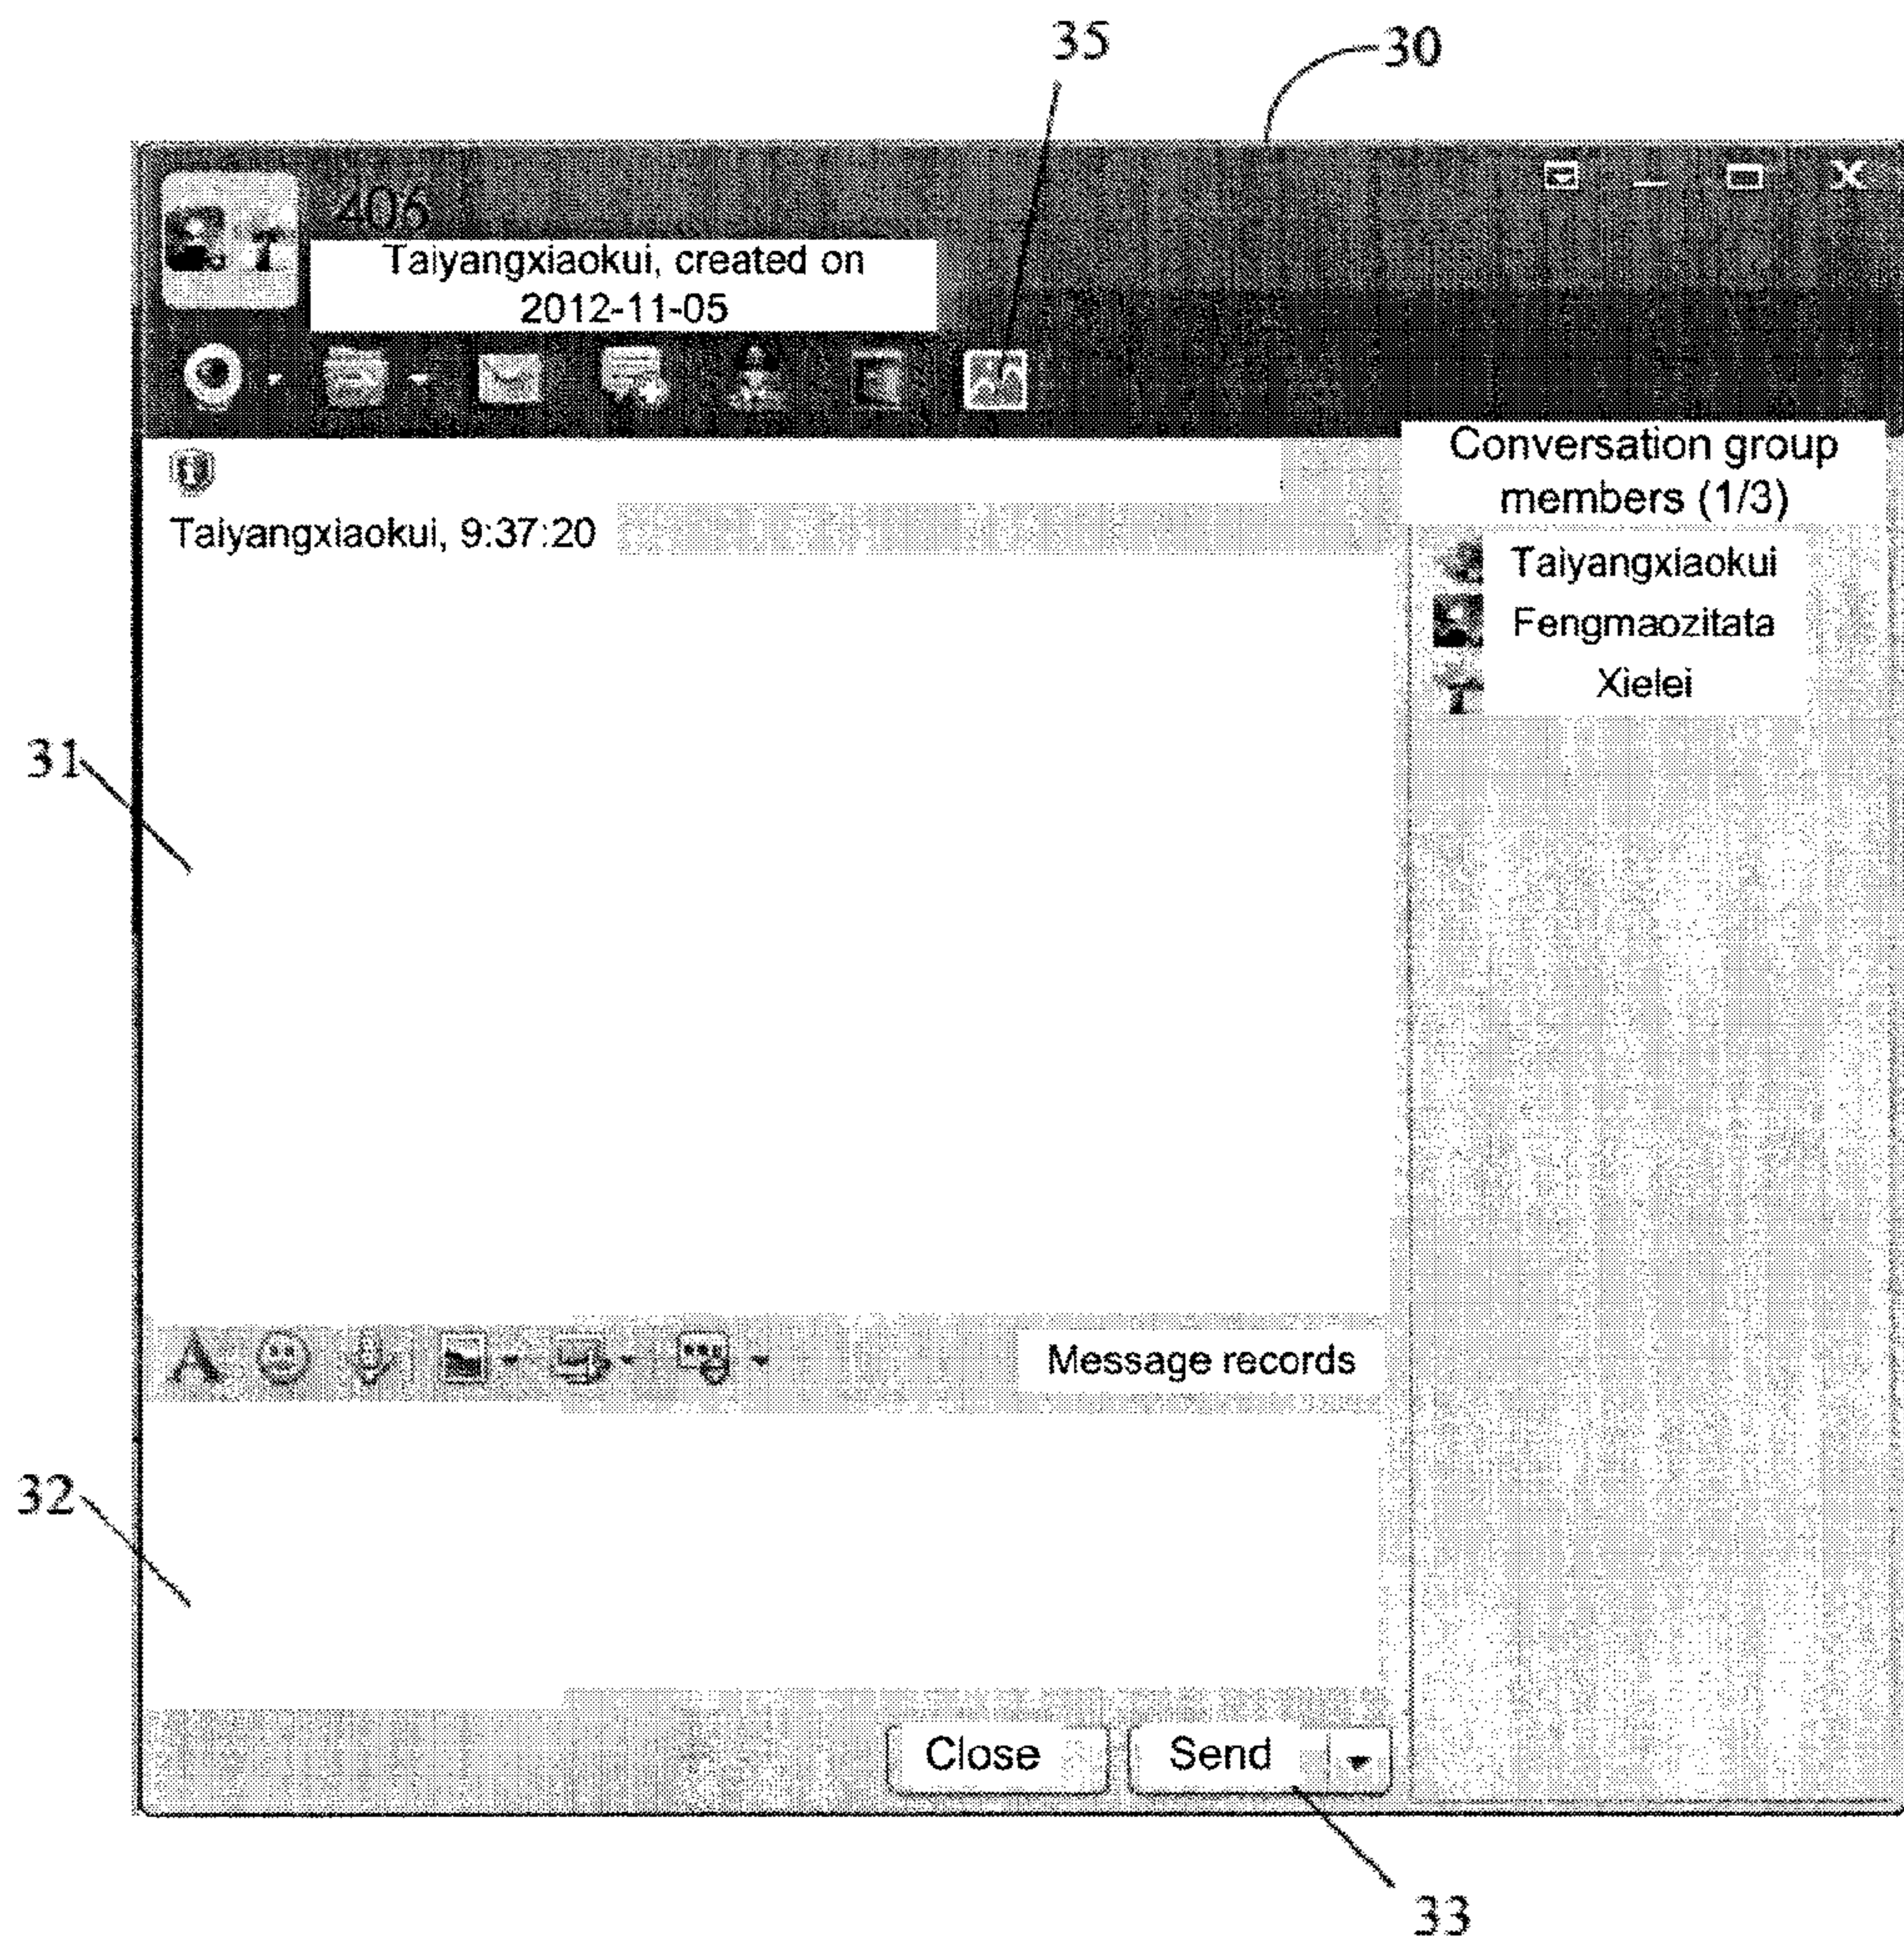 35
30
406
Taiyangxiaokui, created on
2012-11-05
Conversation group
members (1/3)
Taiyangxiaokui, 9:37:20
Taiyangxiaokui
Fengmaozitata
Xielei
31
A
Message records
32
Close
Send
33